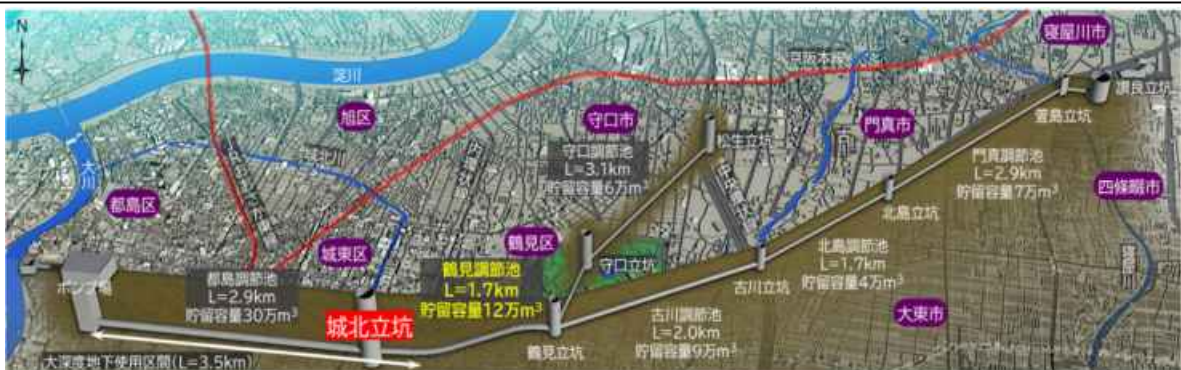 N
淀川
大川
旭区
守口市
門真市
寝屋川市
四條畷市
都島区
城東区
鶴見区
大東市
讃良立坑
萱島立坑
門真調節池
L=2.9km
貯留容量7万m³
北島立坑
北島調節池
L=1.7km
貯留容量4万m³
古川立坑
古川調節池
L=2.0km
貯留容量9万m³
松生立坑
守口調節池
L=3.1km
貯留容量6万m³
守口立坑
鶴見立坑
鶴見調節池
L=1.7km
貯留容量12万m³
城北立坑
都島調節池
L=2.9km
貯留容量30万m³
ポンプ場
大深度地下使用区間(L=3.5km)